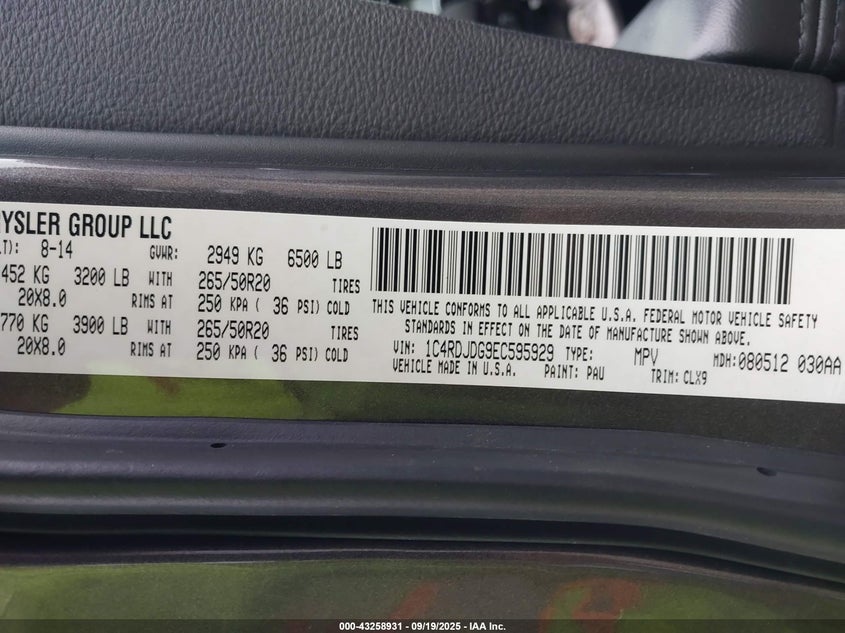 RYSLER GROUP LLC
LT): 8-14 GVWR: 2949 KG 6500 LB
452 KG 3200 LB WITH 265/50R20 TIRES
20X8.0 RIMS AT 250 KPA ( 36 PSI) COLD
770 KG 3900 LB WITH 265/50R20 TIRES
20X8.0 RIMS AT 250 KPA ( 36 PSI) COLD
THIS VEHICLE CONFORMS TO ALL APPLICABLE U.S.A. FEDERAL MOTOR VEHICLE SAFETY
STANDARDS IN EFFECT ON THE DATE OF MANUFACTURE SHOWN ABOVE.
VIN: 1C4RDJDG9EC595929 TYPE: MPV MDH:080512 030AA
VEHICLE MADE IN U.S.A. PAINT: PAU TRIM: CLX9
000-43258931 - 09/19/2025 - IAA Inc.